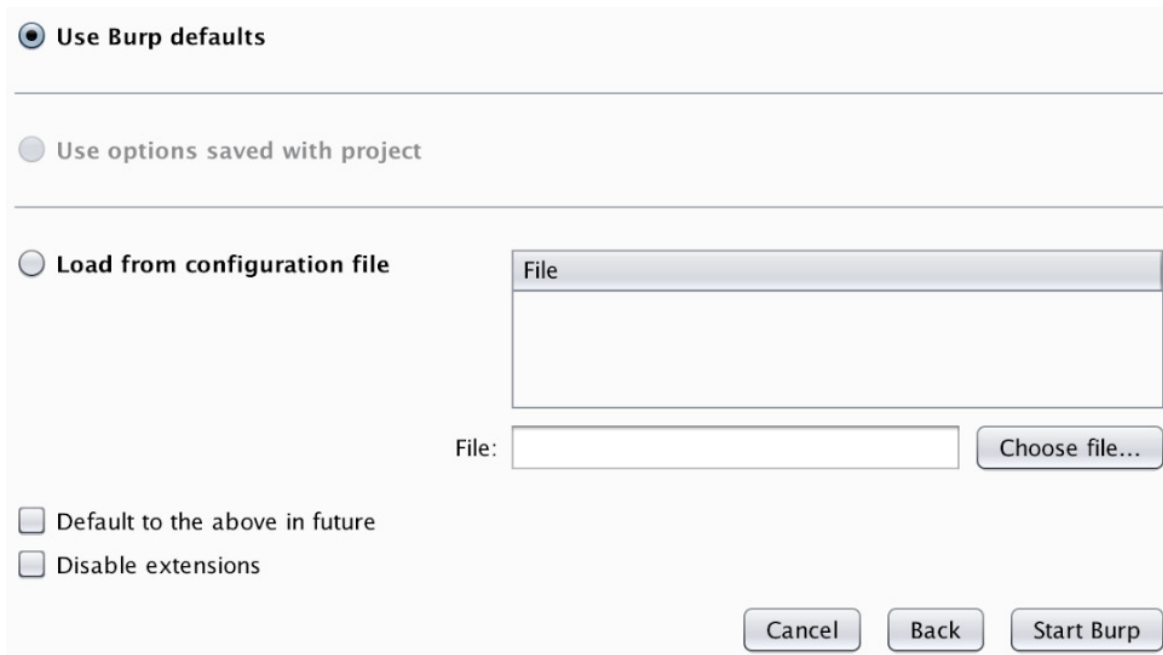 Use Burp defaults
Use options saved with project
Load from configuration file
File
File:
Choose file...
Default to the above in future
Disable extensions
Cancel
Back
Start Burp